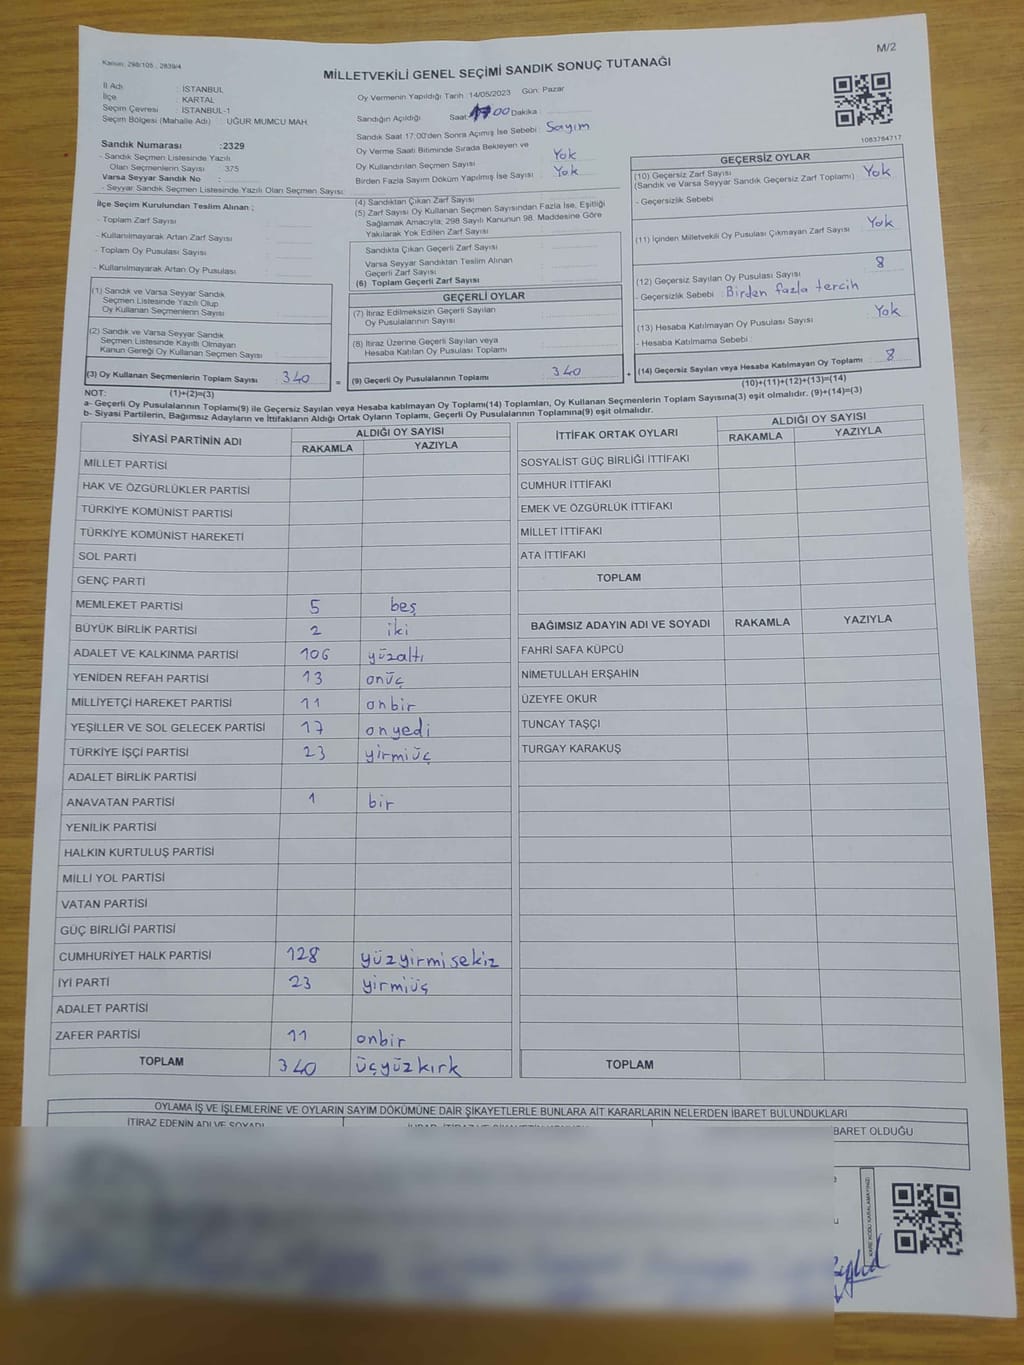 M/2
Kanun: 298/105 ; 2839/4
MİLLETVEKİLİ GENEL SEÇİMİ SANDIK SONUÇ TUTANAĞI
İl Adı : İSTANBUL
İlçe : KARTAL
Seçim Çevresi : İSTANBUL-1
Seçim Bölgesi (Mahalle Adı) : UĞUR MUMCU MAH.
Sandık Numarası :2329
- Sandık Seçmen Listesinde Yazılı
Olan Seçmenlerin Sayısı : 375
Varsa Seyyar Sandık No :
- Seyyar Sandık Seçmen Listesinde Yazılı Olan Seçmen Sayısı:
İlçe Seçim Kurulundan Teslim Alınan ;
- Toplam Zarf Sayısı :
- Kullanılmayarak Artan Zarf Sayısı :
- Toplam Oy Pusulası Sayısı :
- Kullanılmayarak Artan Oy Pusulası :
(1) Sandık ve Varsa Seyyar Sandık
Seçmen Listesinde Yazılı Olup
Oy Kullanan Seçmenlerin Sayısı :
(2) Sandık ve Varsa Seyyar Sandık
Seçmen Listesinde Kayıtlı Olmayan
Kanun Gereği Oy Kullanan Seçmen Sayısı :
(3) Oy Kullanan Seçmenlerin Toplam Sayısı : 340
(1)+(2)=(3)
Oy Vermenin Yapıldığı Tarih : 14/05/2023 Gün: Pazar
Sandığın Açıldığı Saat: 17 00 Dakika :
Sandık Saat 17:00'den Sonra Açımış İse Sebebi : Sayım
Oy Verme Saati Bitiminde Sırada Bekleyen ve
Oy Kullandırılan Seçmen Sayısı : Yok
Birden Fazla Sayım Döküm Yapılmış İse Sayısı : Yok
(4) Sandıktan Çıkan Zarf Sayısı :
(5) Zarf Sayısı Oy Kullanan Seçmen Sayısından Fazla İse, Eşitliği
Sağlamak Amacıyla, 298 Sayılı Kanunun 98. Maddesine Göre
Yakılarak Yok Edilen Zarf Sayısı :
Sandıkta Çıkan Geçerli Zarf Sayısı :
Varsa Seyyar Sandıktan Teslim Alınan
Geçerli Zarf Sayısı :
(6) Toplam Geçerli Zarf Sayısı :
GEÇERLİ OYLAR
(7) İtiraz Edilmeksizin Geçerli Sayılan
Oy Pusulalarının Sayısı :
(8) İtiraz Üzerine Geçerli Sayılan veya
Hesaba Katılan Oy Pusulası Toplamı :
= (9) Geçerli Oy Pusulalarının Toplamı : 340
1083784717
GEÇERSİZ OYLAR
(10) Geçersiz Zarf Sayısı
(Sandık ve Varsa Seyyar Sandık Geçersiz Zarf Toplamı) : Yok
- Geçersizlik Sebebi :
(11) İçinden Milletvekili Oy Pusulası Çıkmayan Zarf Sayısı : Yok
(12) Geçersiz Sayılan Oy Pusulası Sayısı : 8
- Geçersizlik Sebebi : Birden fazla tercih
(13) Hesaba Katılmayan Oy Pusulası Sayısı : Yok
- Hesaba Katılmama Sebebi :
+ (14) Geçersiz Sayılan veya Hesaba Katılmayan Oy Toplamı : 8
(10)+(11)+(12)+(13)=(14)
NOT:
a- Geçerli Oy Pusulalarının Toplamı(9) ile Geçersiz Sayılan veya Hesaba katılmayan Oy Toplamı(14) Toplamları, Oy Kullanan Seçmenlerin Toplam Sayısına(3) eşit olmalıdır. (9)+(14)=(3)
b- Siyasi Partilerin, Bağımsız Adayların ve İttifakların Aldığı Ortak Oyların Toplamı, Geçerli Oy Pusulalarının Toplamına(9) eşit olmalıdır.
SİYASİ PARTİNİN ADI ALDIĞI OY SAYISI
RAKAMLA YAZIYLA
MİLLET PARTİSİ
HAK VE ÖZGÜRLÜKLER PARTİSİ
TÜRKİYE KOMÜNİST PARTİSİ
TÜRKİYE KOMÜNİST HAREKETİ
SOL PARTİ
GENÇ PARTİ
MEMLEKET PARTİSİ 5 beş
BÜYÜK BİRLİK PARTİSİ 2 iki
ADALET VE KALKINMA PARTİSİ 106 yüzaltı
YENİDEN REFAH PARTİSİ 13 onüç
MİLLİYETÇİ HAREKET PARTİSİ 11 onbir
YEŞİLLER VE SOL GELECEK PARTİSİ 17 onyedi
TÜRKİYE İŞÇİ PARTİSİ 23 yirmiüç
ADALET BİRLİK PARTİSİ
ANAVATAN PARTİSİ 1 bir
YENİLİK PARTİSİ
HALKIN KURTULUŞ PARTİSİ
MİLLİ YOL PARTİSİ
VATAN PARTİSİ
GÜÇ BİRLİĞİ PARTİSİ
CUMHURİYET HALK PARTİSİ 128 yüzyirmisekiz
İYİ PARTİ 23 yirmiüç
ADALET PARTİSİ
ZAFER PARTİSİ 11 onbir
TOPLAM 340 üçyüzkırk
İTTİFAK ORTAK OYLARI ALDIĞI OY SAYISI
RAKAMLA YAZIYLA
SOSYALİST GÜÇ BİRLİĞİ İTTİFAKI
CUMHUR İTTİFAKI
EMEK VE ÖZGÜRLÜK İTTİFAKI
MİLLET İTTİFAKI
ATA İTTİFAKI
TOPLAM
BAĞIMSIZ ADAYIN ADI VE SOYADI RAKAMLA YAZIYLA
FAHRİ SAFA KÜPCÜ
NİMETULLAH ERŞAHİN
ÜZEYFE OKUR
TUNCAY TAŞÇI
TURGAY KARAKUŞ
TOPLAM
OYLAMA İŞ VE İŞLEMLERİNE VE OYLARIN SAYIM DÖKÜMÜNE DAİR ŞİKAYETLERLE BUNLARA AİT KARARLARIN NELERDEN İBARET BULUNDUKLARI
İTİRAZ EDENİN ADI VE SOYADI
BARET OLDUĞU